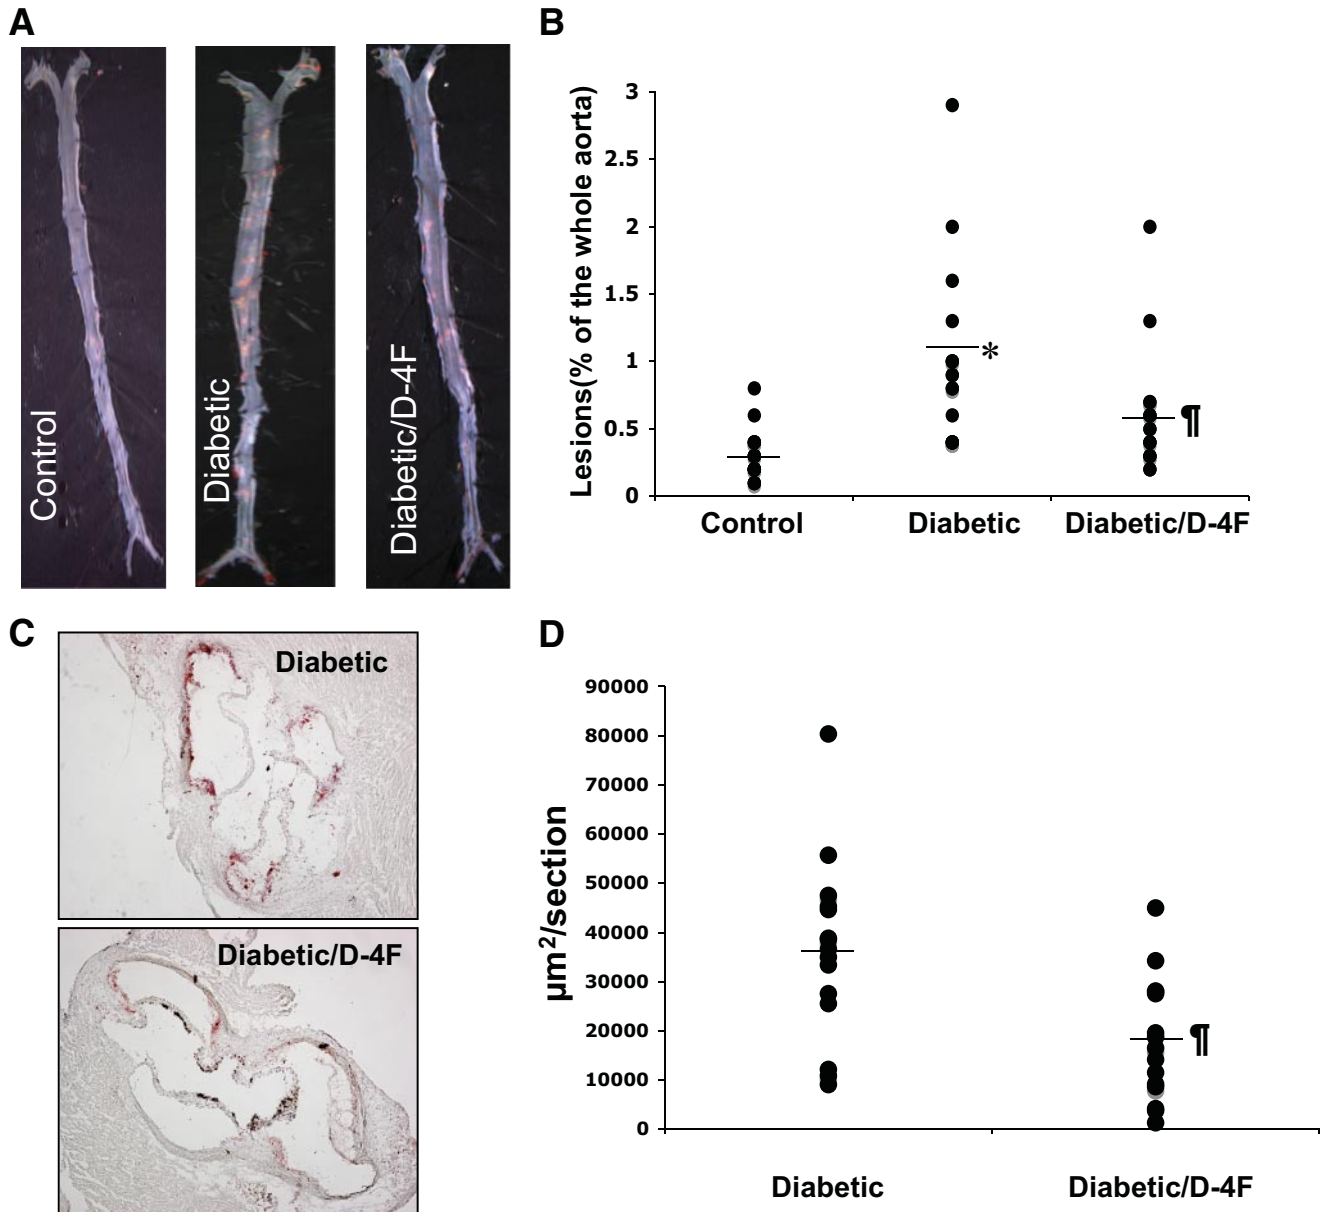 A
Control
Diabetic
Diabetic/D-4F
B
Lesions(% of the whole aorta)
3
2.5
2
1.5
1
0.5
0
*
¶
Control Diabetic Diabetic/D-4F
C
Diabetic
Diabetic/D-4F
D
µm²/section
90000
80000
70000
60000
50000
40000
30000
20000
10000
0
¶
Diabetic Diabetic/D-4F